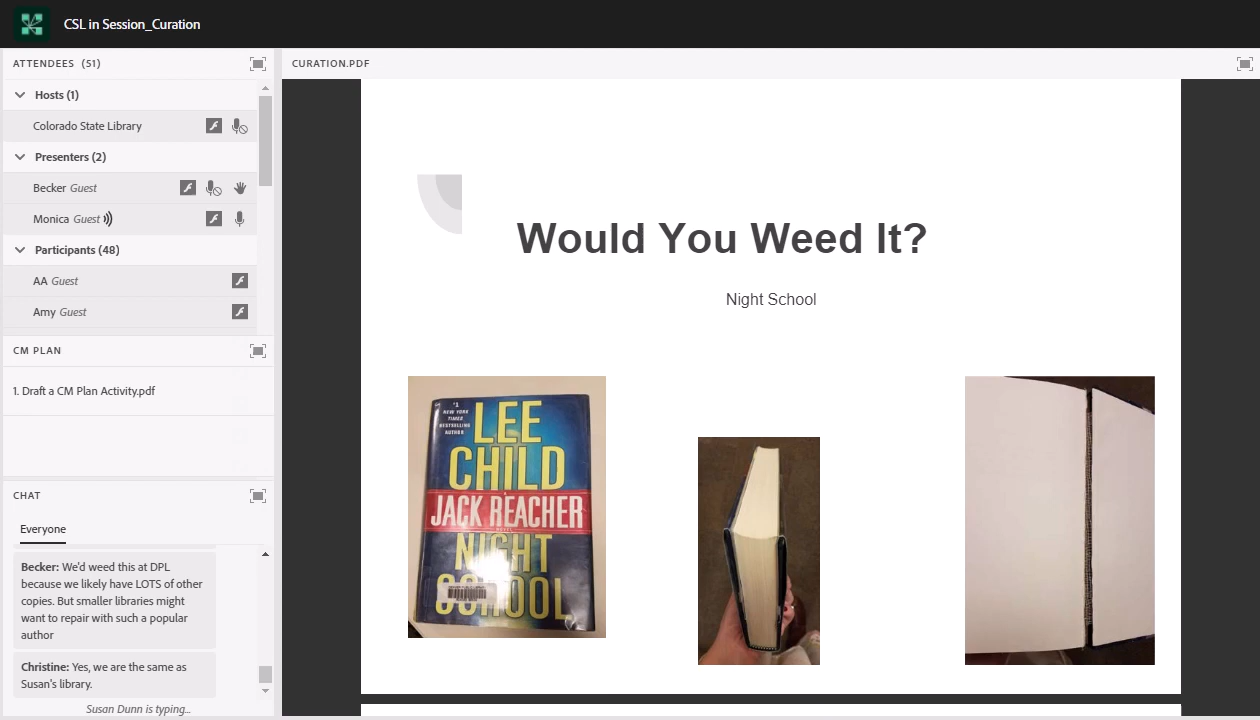 CSL in Session_Curation
ATTENDEES (51)
Hosts (1)
Colorado State Library
Presenters (2)
Becker Guest
Monica Guest
Participants (48)
AA Guest
Amy Guest
CM PLAN
1. Draft a CM Plan Activity.pdf
CHAT
Everyone
Becker: We'd weed this at DPL
because we likely have LOTS of other
copies. But smaller libraries might
want to repair with such a popular
author
Christine: Yes, we are the same as
Susan's library.
Susan Dunn is typing...
CURATION.PDF
Would You Weed It?
Night School
#1
NEW YORK
TIMES
BESTSELLING
AUTHOR
LEE
CHILD
JACK REACHER
NIGHT
SCHOOL